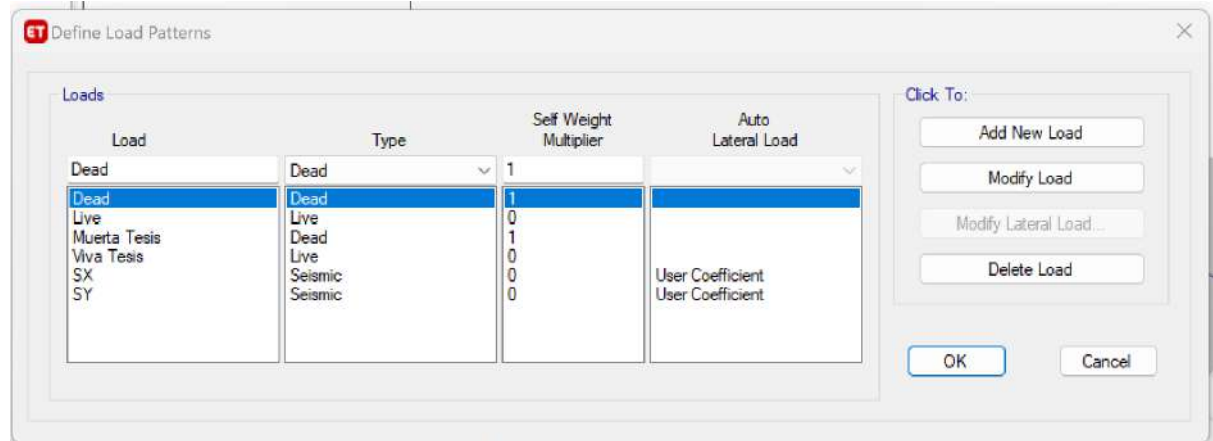 ET Define Load Patterns
Loads
Click To:
Load Type Self Weight Multiplier Auto Lateral Load
Dead Dead 1
Dead Dead 1
Live Live 0
Muerta Tesis Dead 1
Viva Tesis Live 0
SX Seismic 0 User Coefficient
SY Seismic 0 User Coefficient
Add New Load
Modify Load
Modify Lateral Load...
Delete Load
OK Cancel